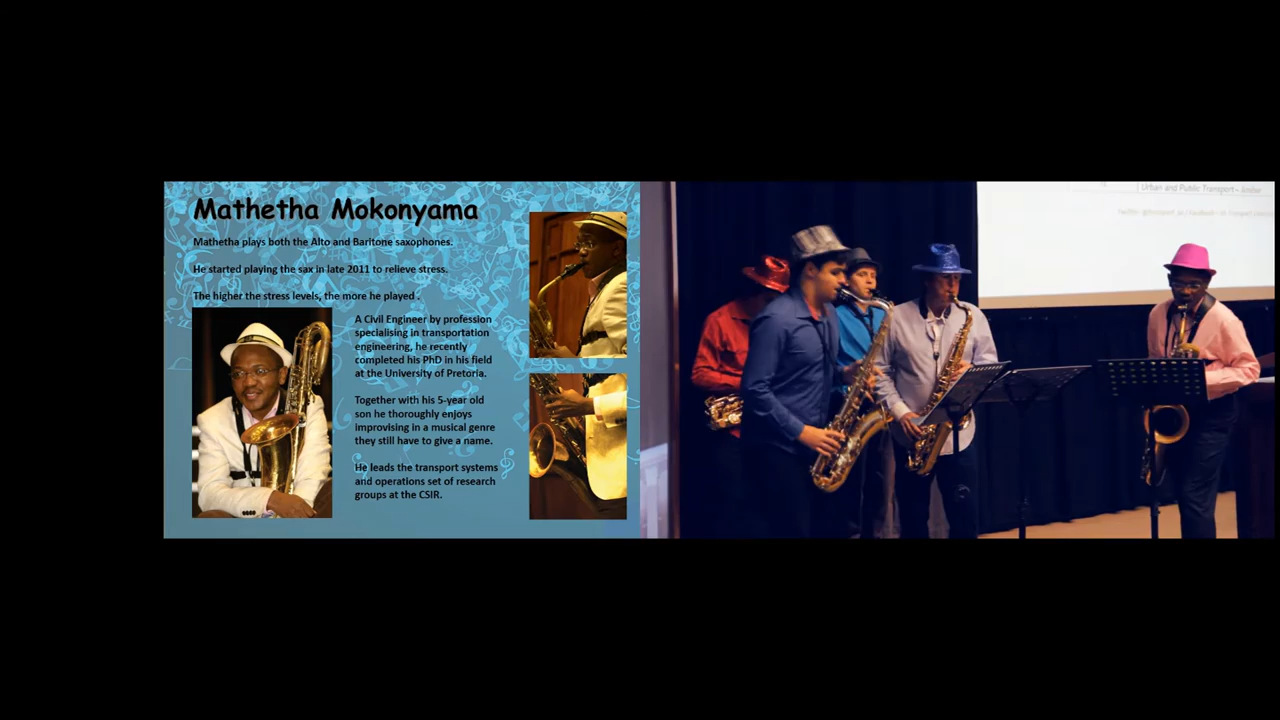 Mathetha Mokonyama
Mathetha plays both the Alto and Baritone saxophones.
He started playing the sax in late 2011 to relieve stress.
The higher the stress levels, the more he played .
A Civil Engineer by profession
specialising in transportation
engineering, he recently
completed his PhD in his field
at the University of Pretoria.
Together with his 5-year old
son he thoroughly enjoys
improvising in a musical genre
they still have to give a name.
He leads the transport systems
and operations set of research
groups at the CSIR.
Urban and Public Transport – Amber